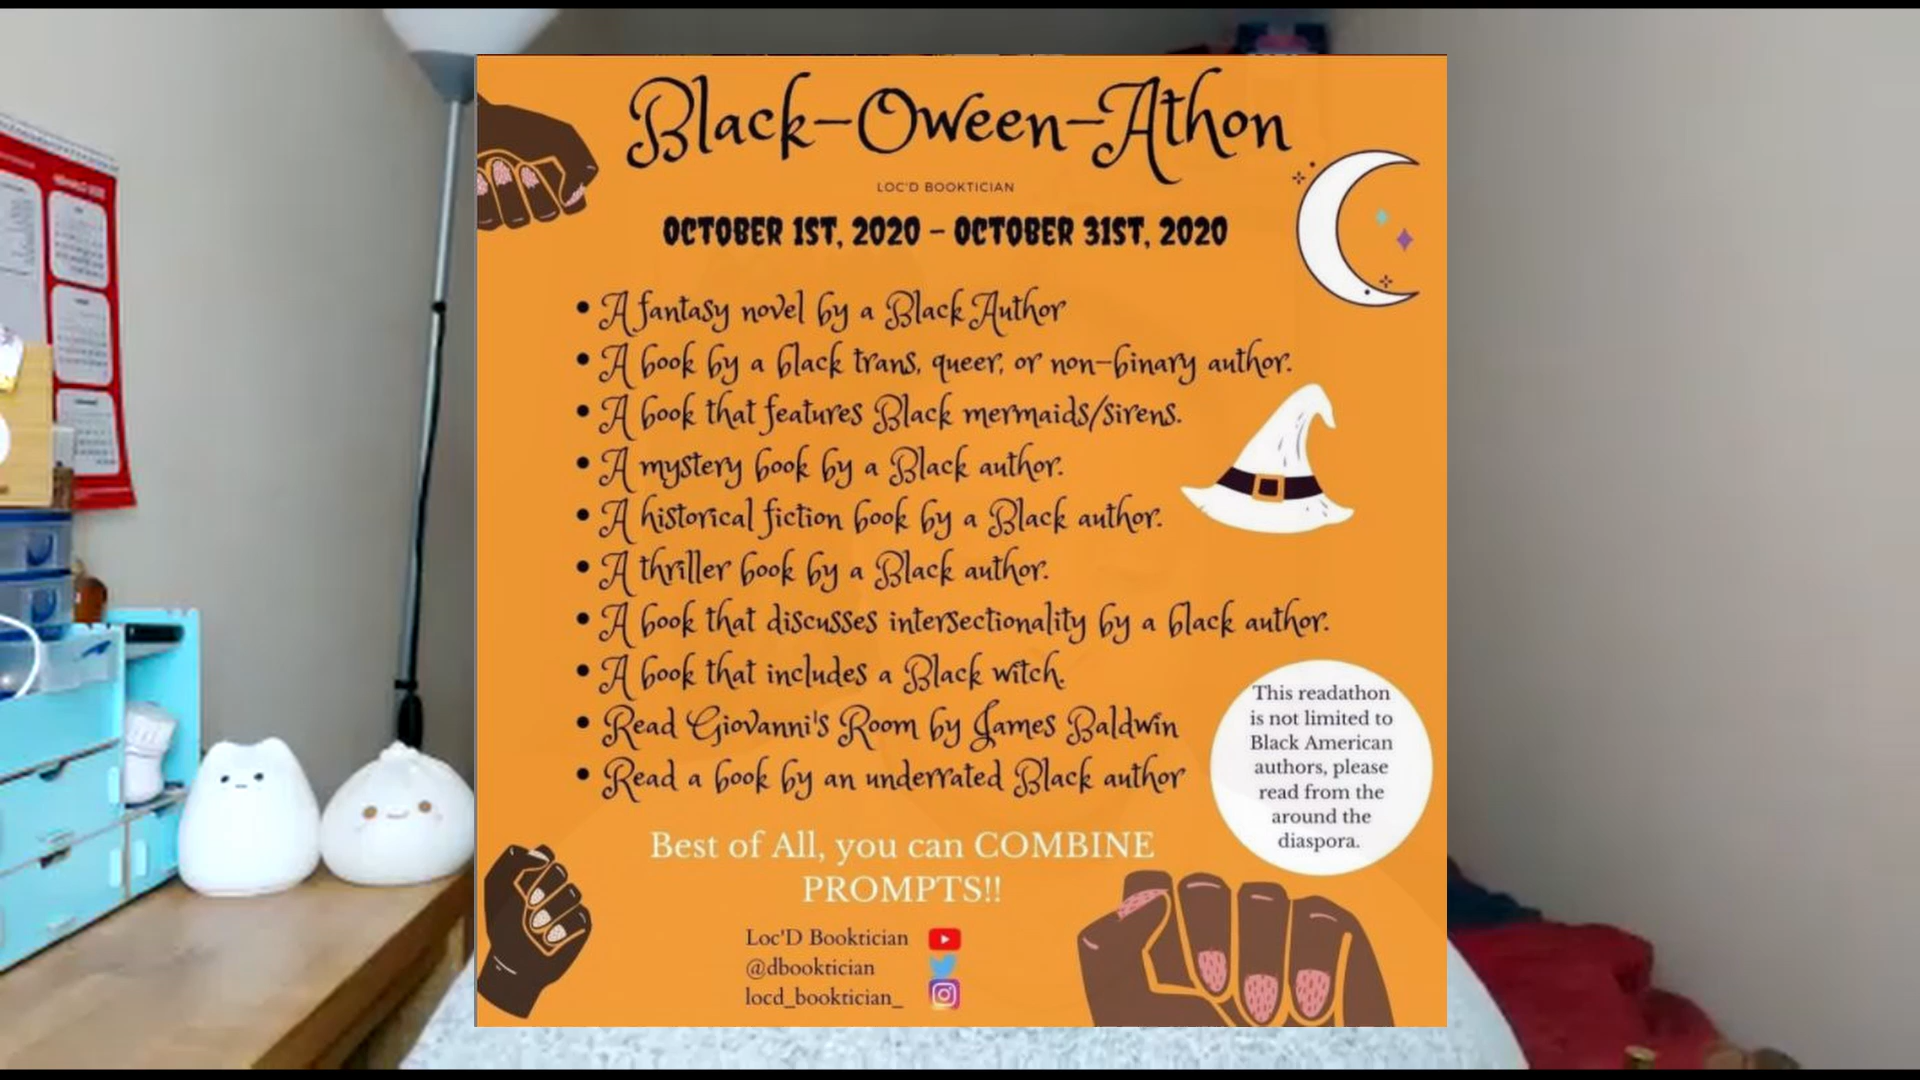 Black-Oween-Athon
LOC'D BOOKTICIAN
OCTOBER 1ST, 2020 - OCTOBER 31ST, 2020
• A fantasy novel by a Black Author
• A book by a black trans, queer, or non-binary author.
• A book that features Black mermaids/sirens.
• A mystery book by a Black author.
• A historical fiction book by a Black author.
• A thriller book by a Black author.
• A book that discusses intersectionality by a black author.
• A book that includes a Black witch.
• Read Giovanni's Room by James Baldwin
• Read a book by an underrated Black author
This readathon
is not limited to
Black American
authors, please
read from the
around the
diaspora.
Best of All, you can COMBINE
PROMPTS!!
Loc'D Booktician
@dbooktician
locd_booktician_